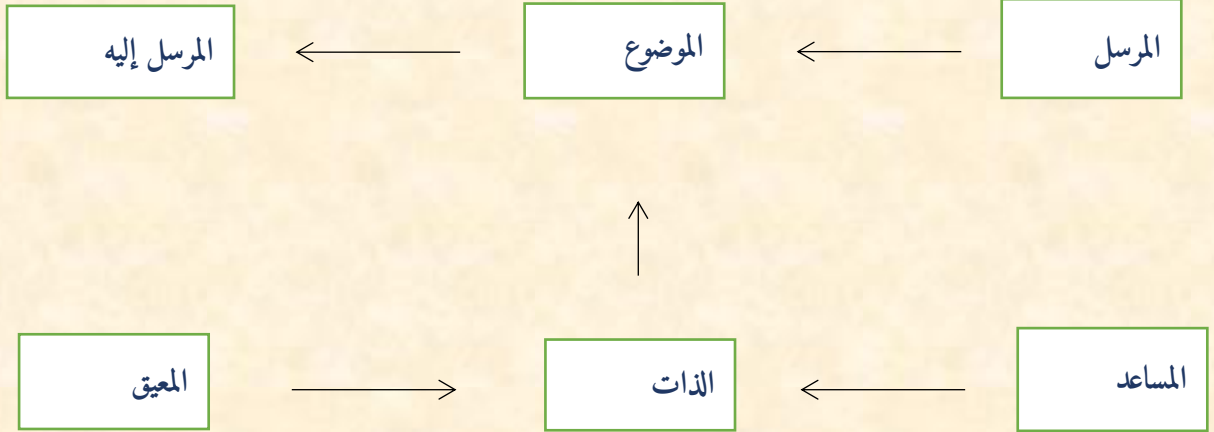 المرسل
الموضوع
المرسل إليه
المساعد
الذات
المعيق